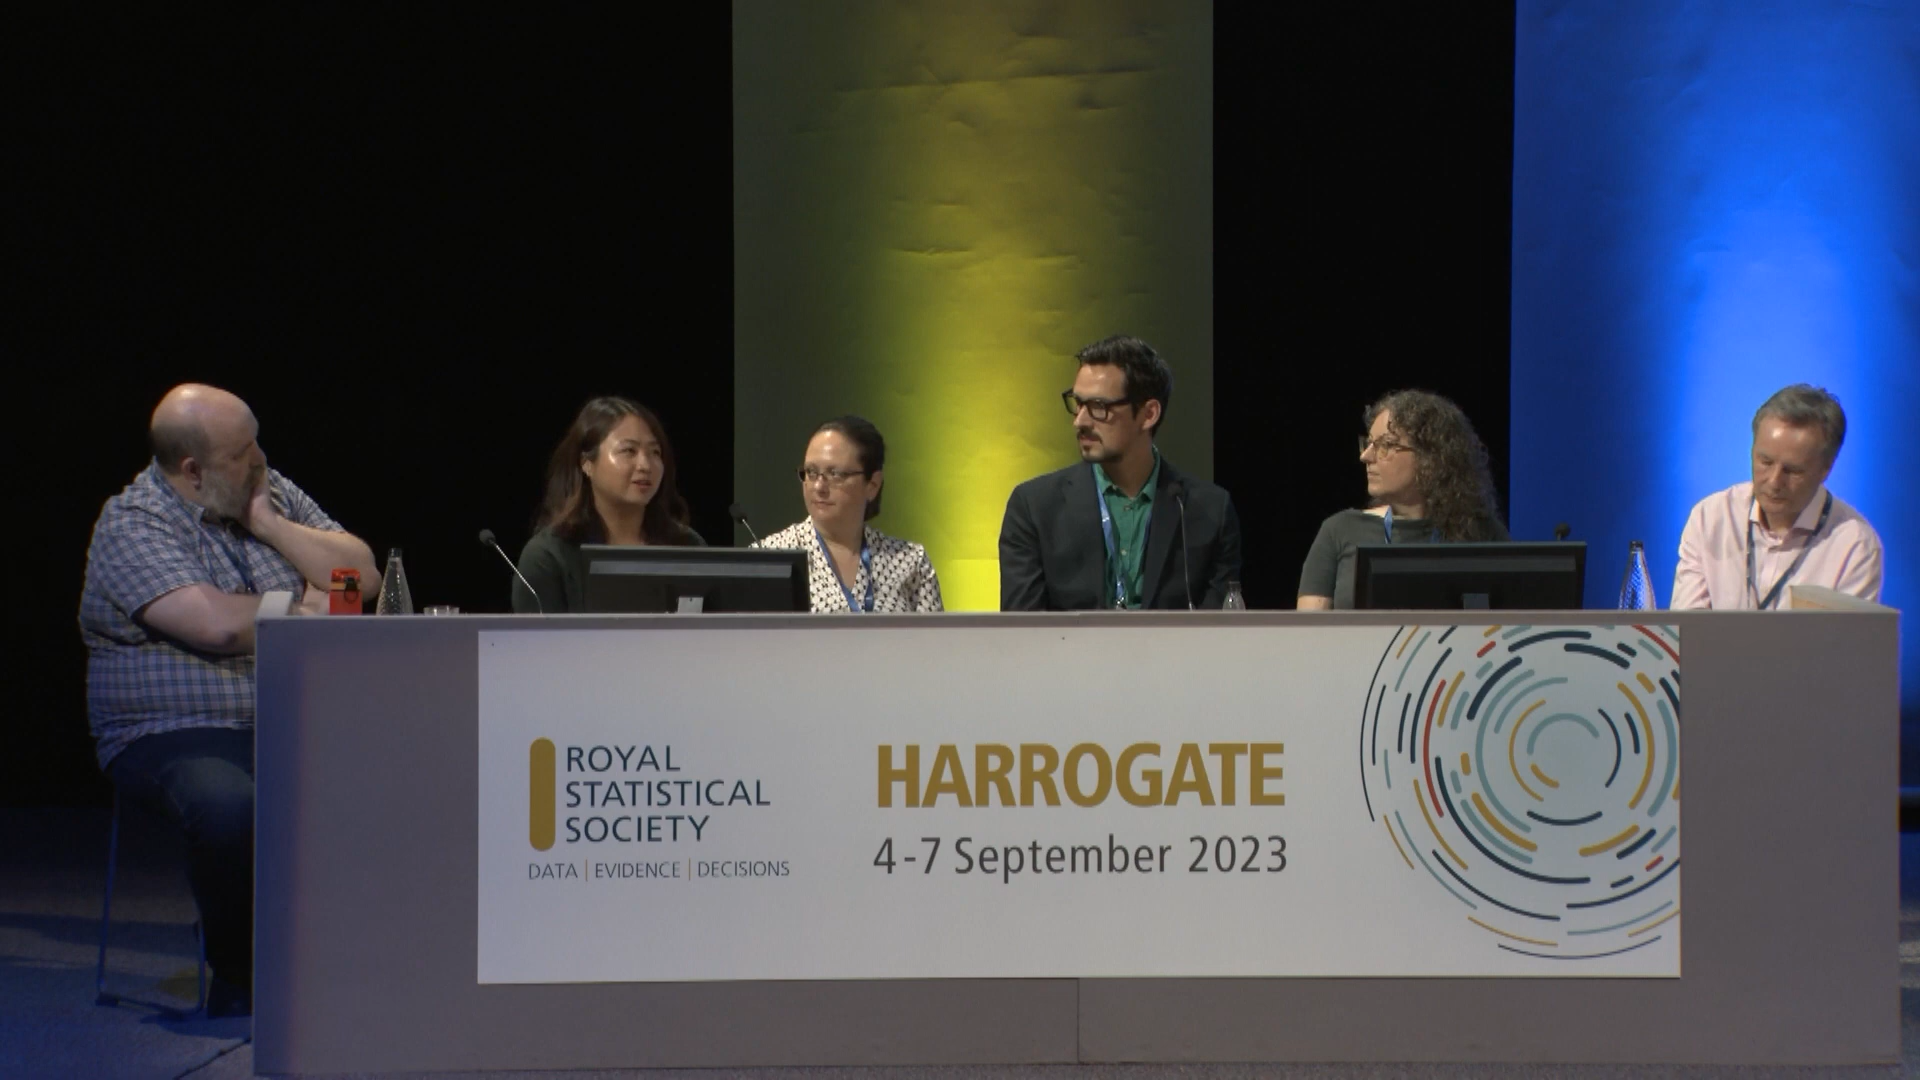 ROYAL
STATISTICAL
SOCIETY
DATA | EVIDENCE | DECISIONS
HARROGATE
4-7 September 2023